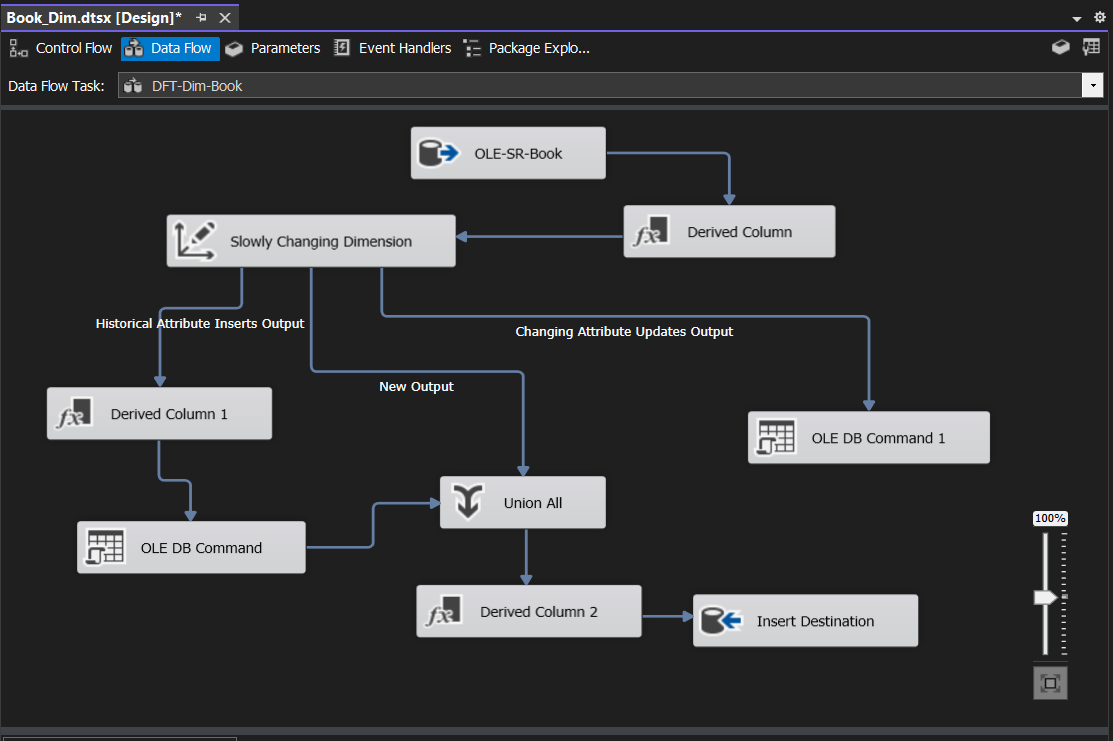 Book_Dim.dtsx [Design]*
Control Flow Data Flow Parameters Event Handlers Package Explo...
Data Flow Task: DFT-Dim-Book
OLE-SR-Book
Derived Column
Slowly Changing Dimension
Historical Attribute Inserts Output
Changing Attribute Updates Output
New Output
Derived Column 1
OLE DB Command 1
Union All
OLE DB Command
100%
Derived Column 2
Insert Destination